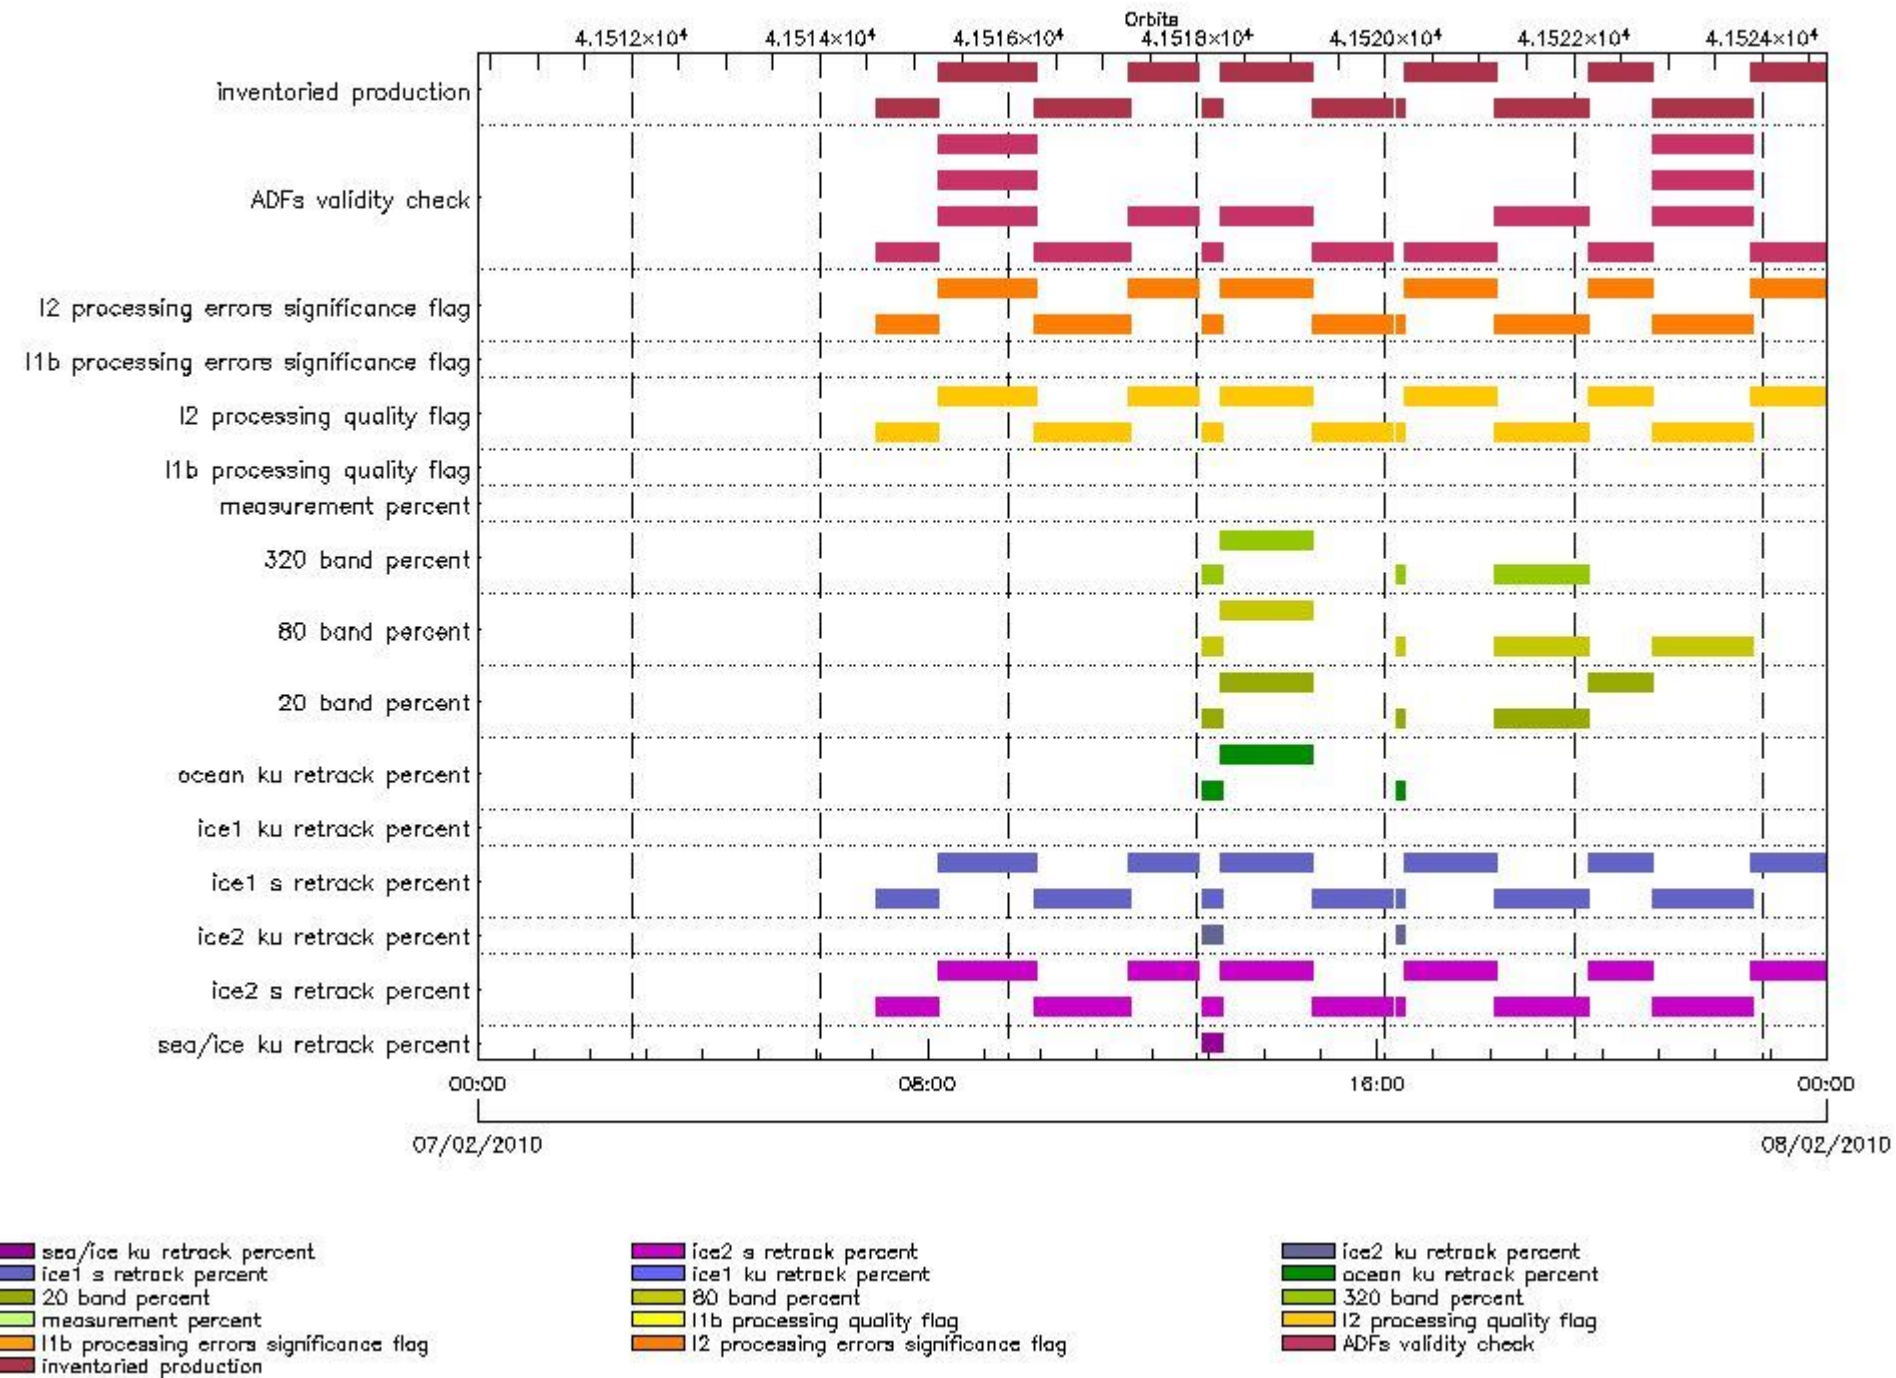 Orbits
4.1512×10⁴ 4.1514×10⁴ 4.1516×10⁴ 4.1518×10⁴ 4.1520×10⁴ 4.1522×10⁴ 4.1524×10⁴
inventoried production
ADFs validity check
l2 processing errors significance flag
l1b processing errors significance flag
l2 processing quality flag
l1b processing quality flag
measurement percent
320 band percent
80 band percent
20 band percent
ocean ku retrack percent
ice1 ku retrack percent
ice1 s retrack percent
ice2 ku retrack percent
ice2 s retrack percent
sea/ice ku retrack percent
00:00 08:00 16:00 00:00
07/02/2010 08/02/2010
sea/ice ku retrack percent ice2 s retrack percent ice2 ku retrack percent
ice1 s retrack percent ice1 ku retrack percent ocean ku retrack percent
20 band percent 80 band percent 320 band percent
measurement percent l1b processing quality flag l2 processing quality flag
l1b processing errors significance flag l2 processing errors significance flag ADFs validity check
inventoried production